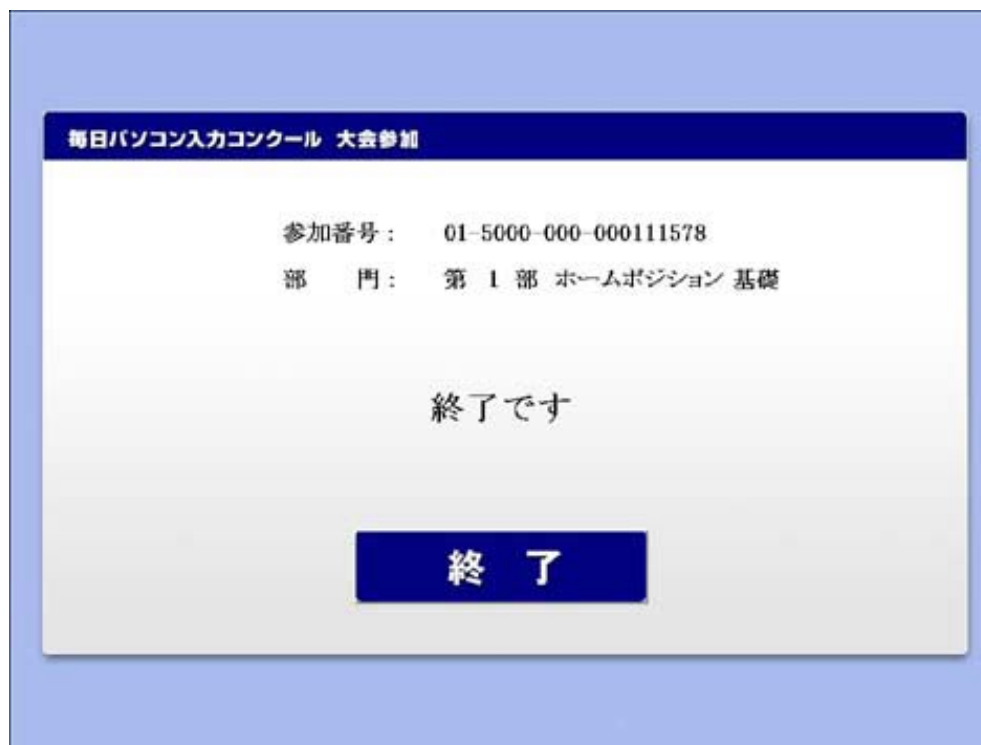 毎日パソコン入力コンクール 大会参加
参加番号： 01-5000-000-000111578
部 門： 第 1 部 ホームポジション 基礎
終了です
終 了